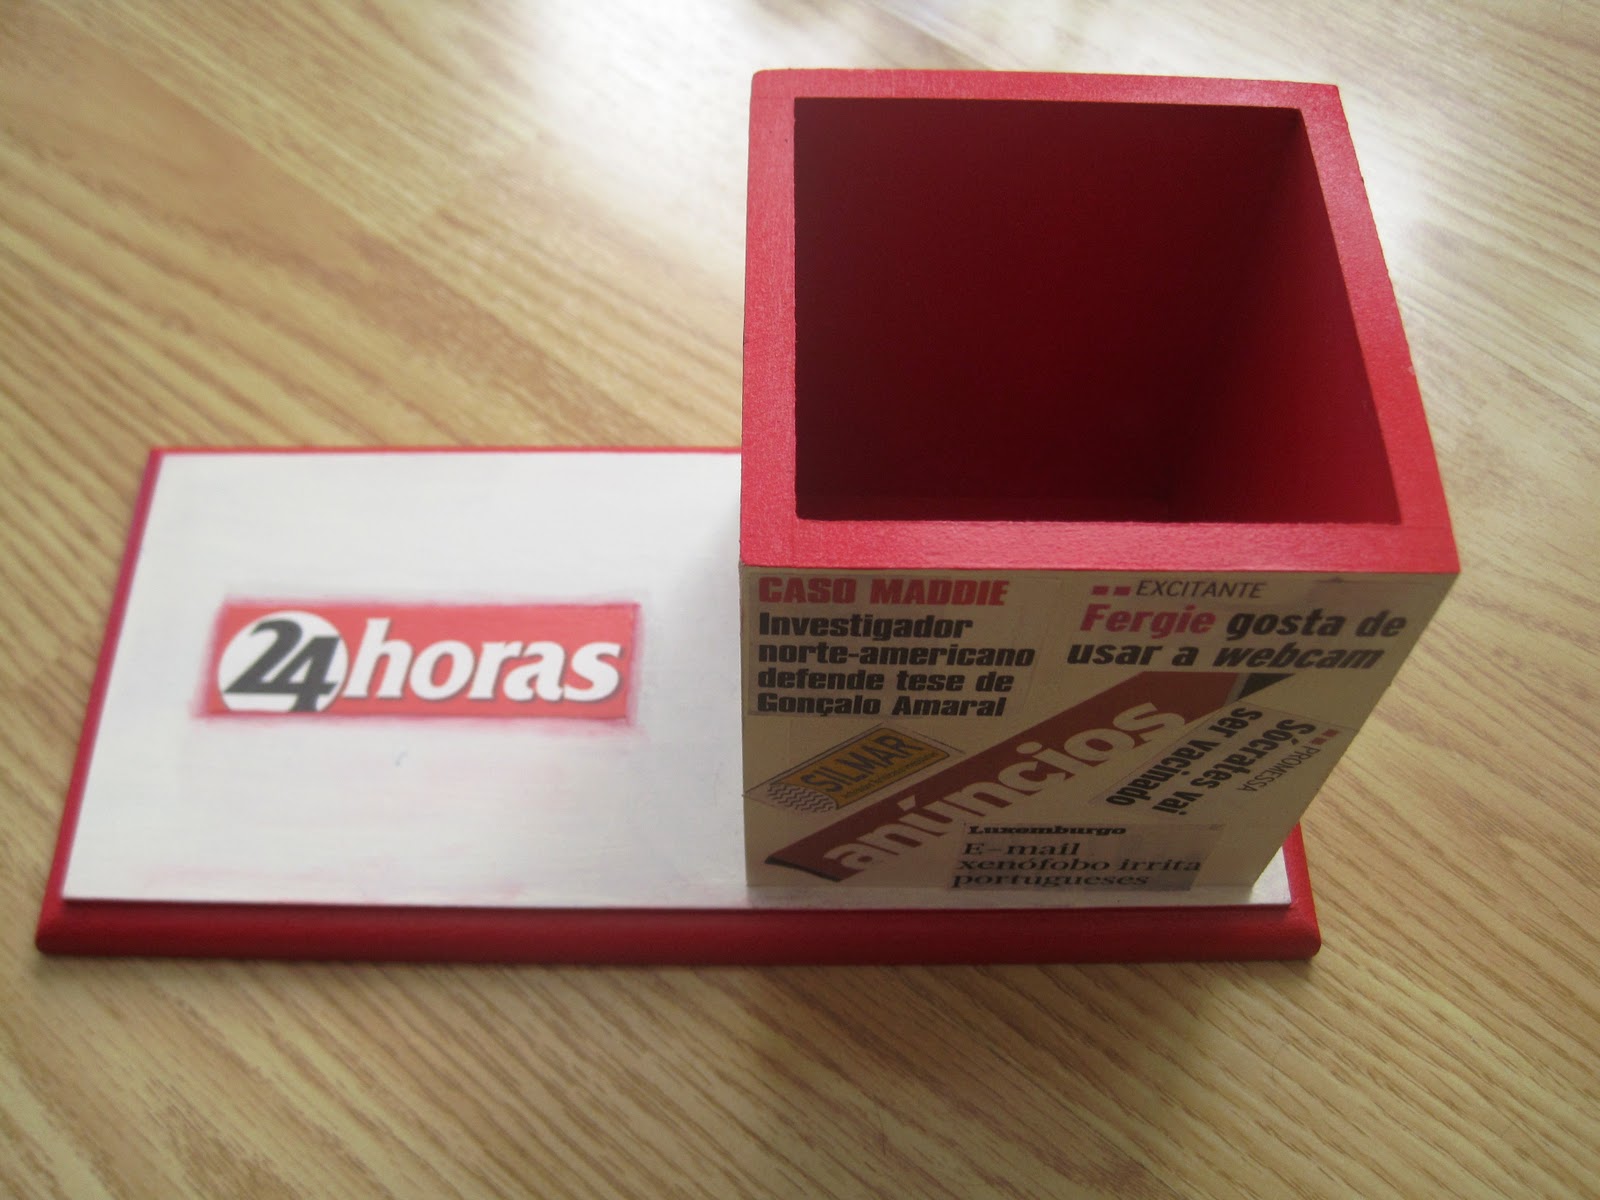 24horas
CASO MADDIE
Investigador
norte-americano
defende tese de
Gonçalo Amaral
EXCITANTE
Fergie gosta de
usar a webcam
SILMAR
anúncios
PROMESSA
Sócrates vai
ser vacinado
Luxemburgo
E-mail
xenófobo irrita
portugueses